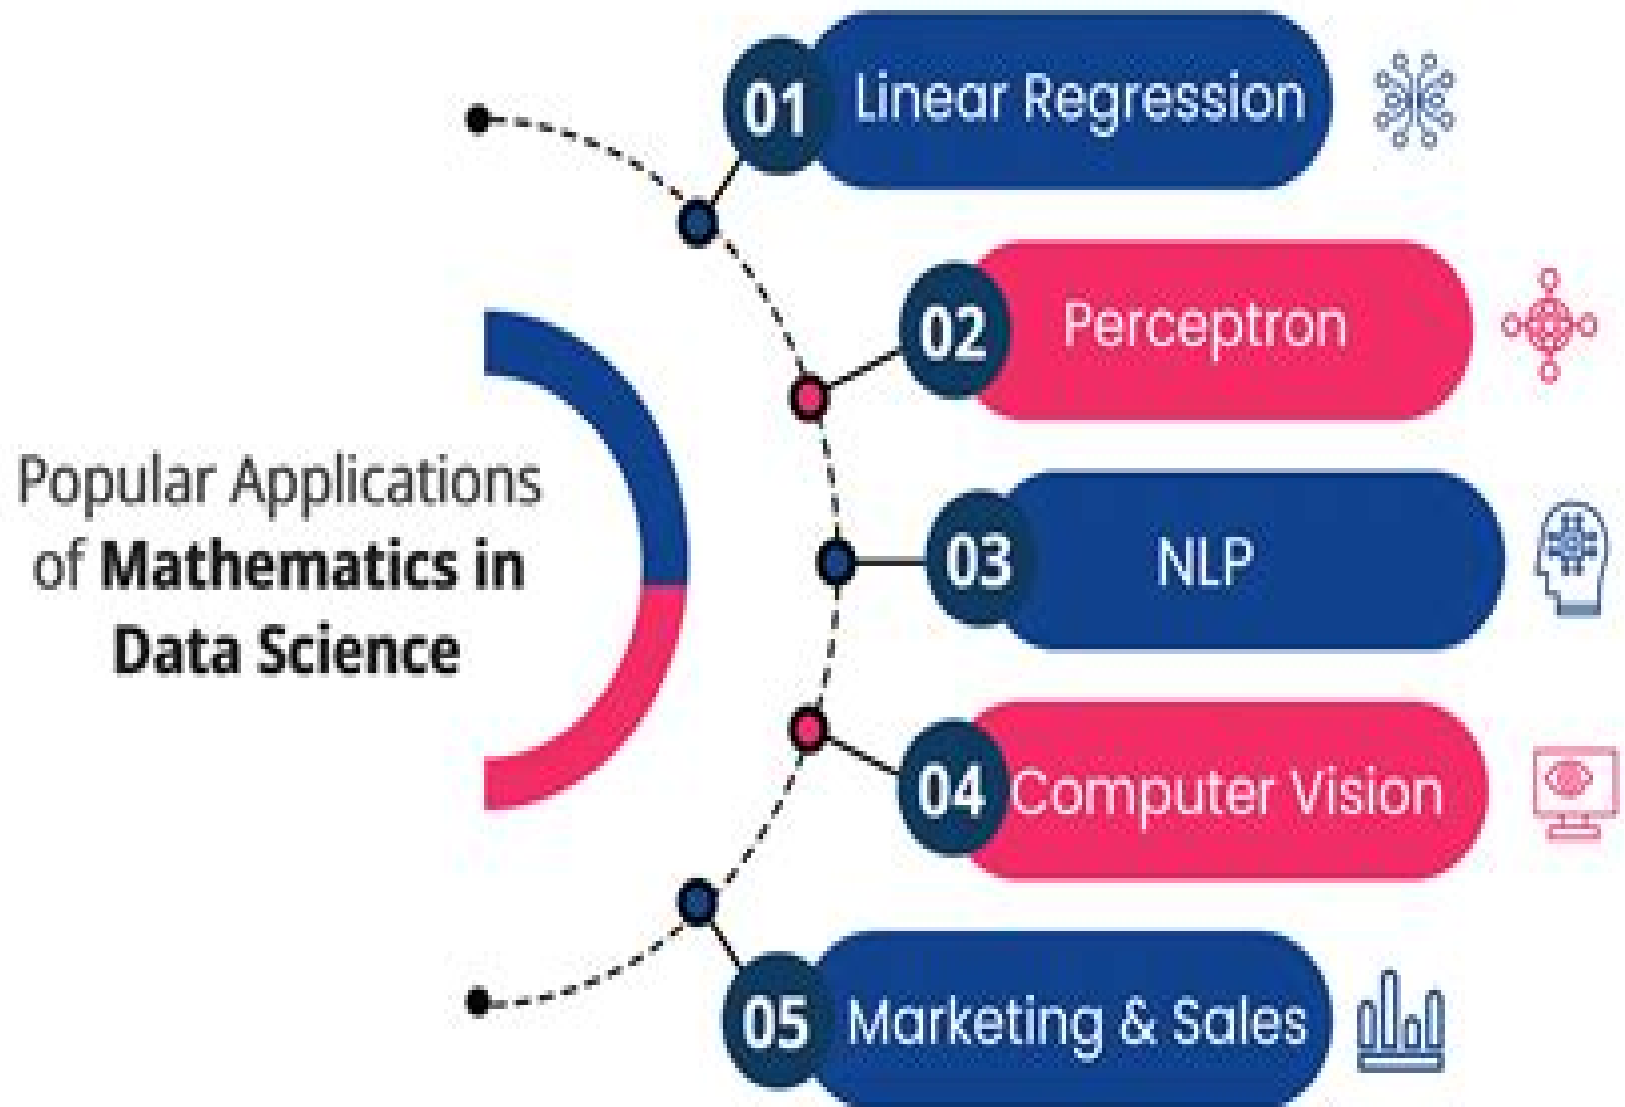 Popular Applications
of Mathematics in
Data Science
01 Linear Regression
02 Perceptron
03 NLP
04 Computer Vision
05 Marketing & Sales